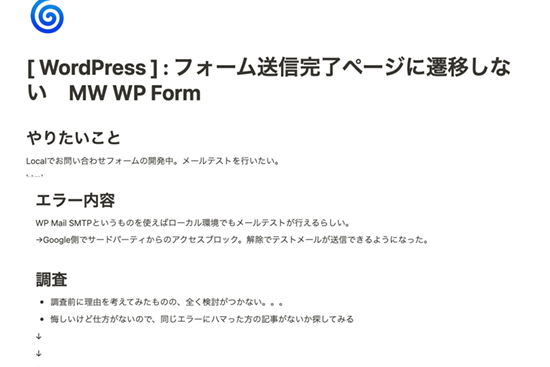 [ WordPress ] : フォーム送信完了ページに遷移しな
い　MW WP Form
やりたいこと
Localでお問い合わせフォームの開発中。メールテストを行いたい。
エラー内容
WP Mail SMTPというものを使えばローカル環境でもメールテストが行えるらしい。
→Google側でサードパーティからのアクセスブロック。解除でテストメールが送信できるようになった。
調査
• 調査前に理由を考えてみたものの、全く検討がつかない。。。
• 悔しいけど仕方がないので、同じエラーにハマった方の記事がないか探してみる
↓
↓